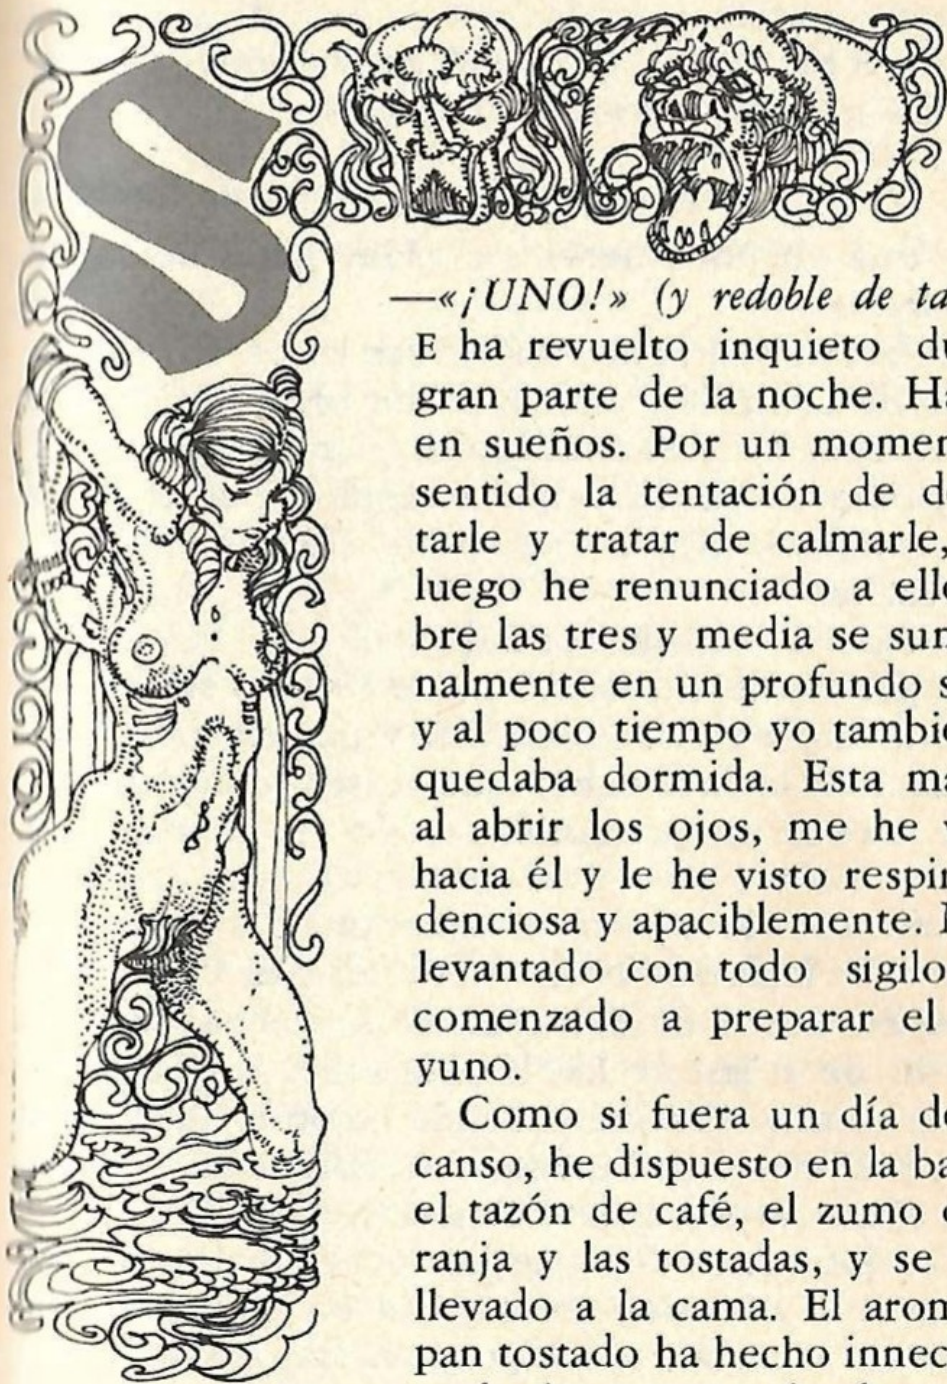 S
—«¡UNO!» (y redoble de ta
E ha revuelto inquieto du
gran parte de la noche. Ha
en sueños. Por un momen
sentido la tentación de de
tarle y tratar de calmarle,
luego he renunciado a ello
bre las tres y media se sum
nalmente en un profundo s
y al poco tiempo yo tambié
quedaba dormida. Esta ma
al abrir los ojos, me he v
hacia él y le he visto respir
denciosa y apaciblemente.
levantado con todo sigilo
comenzado a preparar el
yuno.
Como si fuera un día de
canso, he dispuesto en la ba
el tazón de café, el zumo
ranja y las tostadas, y se
llevado a la cama. El arom
pan tostado ha hecho innec